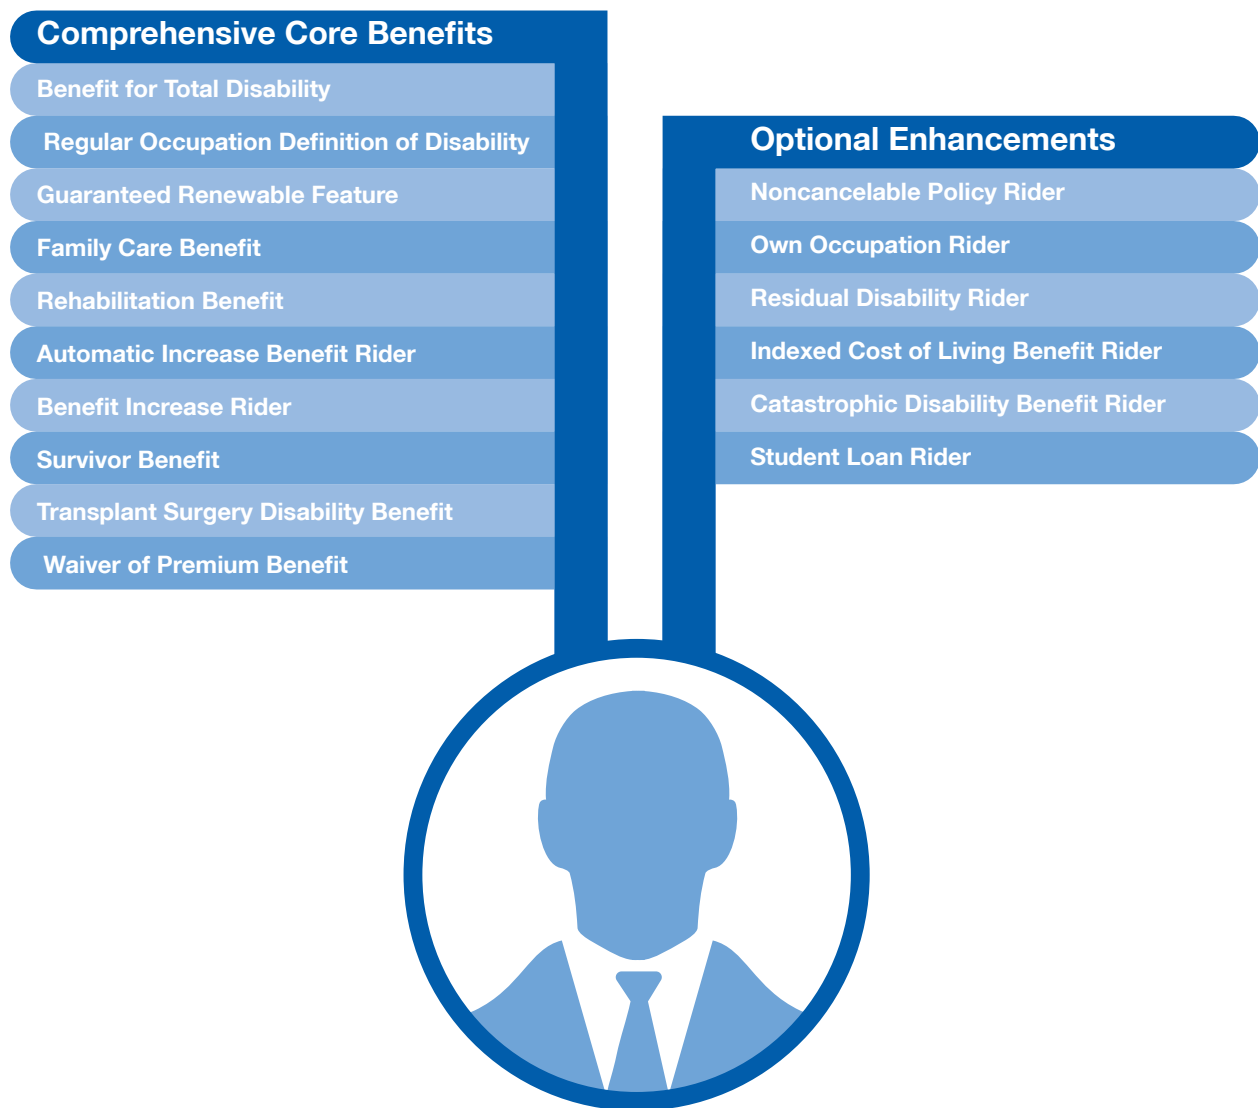 Comprehensive Core Benefits
Benefit for Total Disability
Regular Occupation Definition of Disability
Guaranteed Renewable Feature
Family Care Benefit
Rehabilitation Benefit
Automatic Increase Benefit Rider
Benefit Increase Rider
Survivor Benefit
Transplant Surgery Disability Benefit
Waiver of Premium Benefit
Optional Enhancements
Noncancelable Policy Rider
Own Occupation Rider
Residual Disability Rider
Indexed Cost of Living Benefit Rider
Catastrophic Disability Benefit Rider
Student Loan Rider